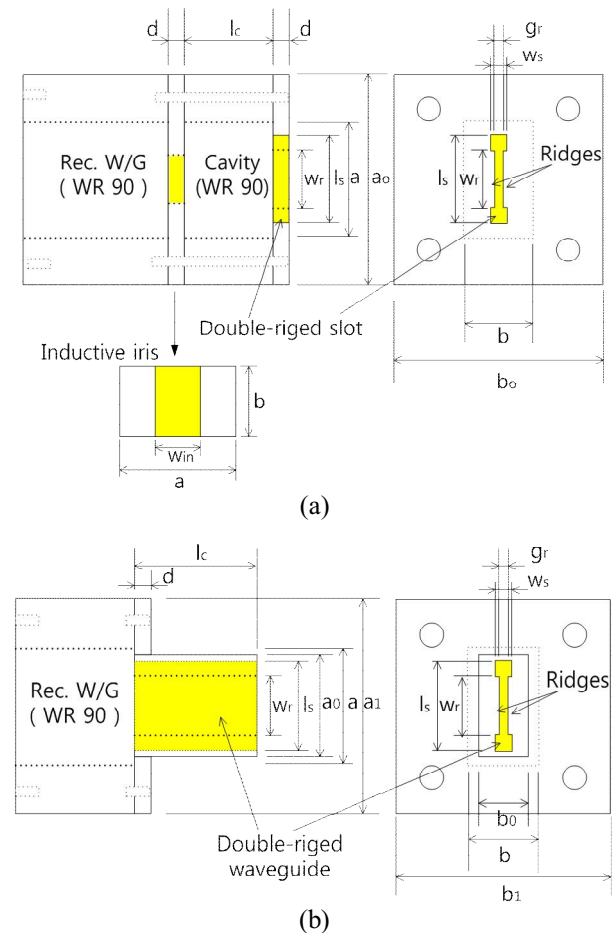 d
lc
d
gr
ws
Rec. W/G
( WR 90 )
Cavity
(WR 90)
wr
ls
a
ao
ls
wr
Ridges
Double-riged slot
b
bo
Inductive iris
b
win
a
(a)
lc
d
gr
ws
Rec. W/G
( WR 90 )
wr
ls
a0
a
a1
ls
wr
Ridges
Double-riged
waveguide
b0
b
b1
(b)